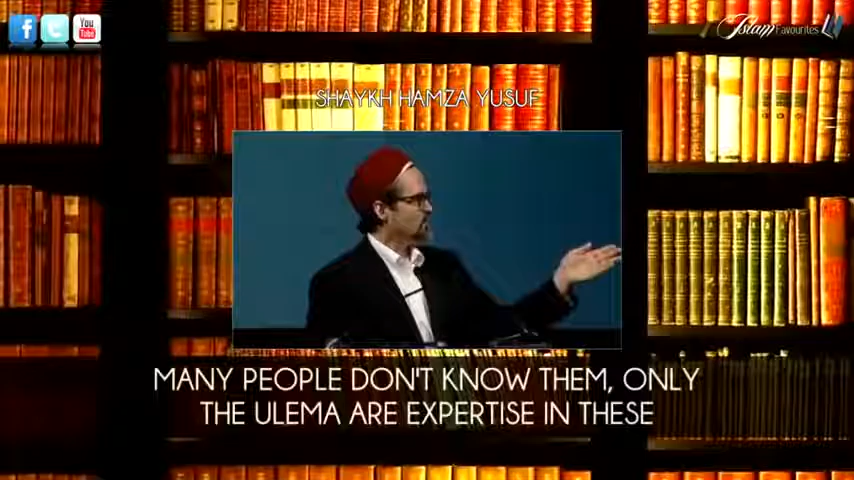 You
Tube
Islam Favourites
SHAYKH HAMZA YUSUF
MANY PEOPLE DON'T KNOW THEM, ONLY
THE ULEMA ARE EXPERTISE IN THESE